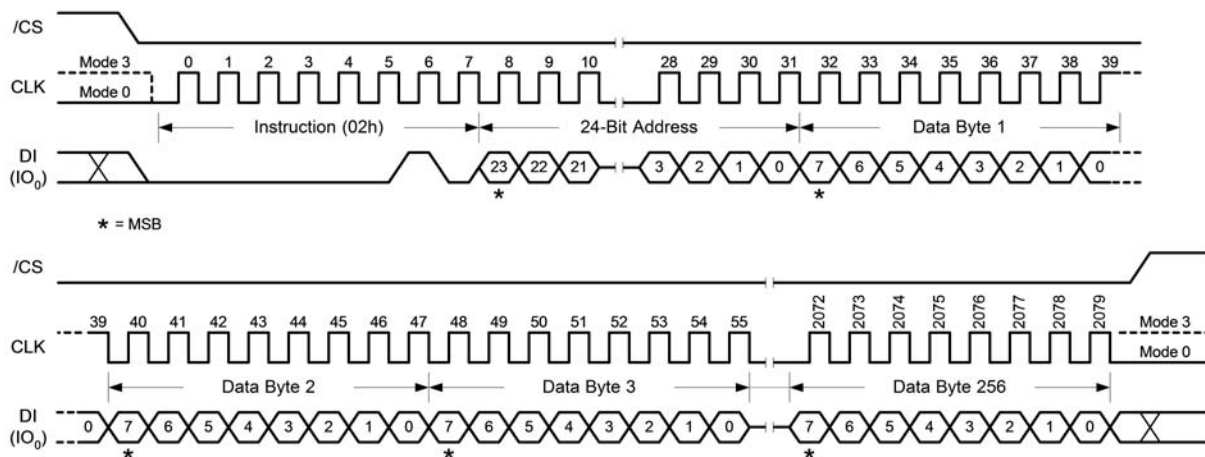 /CS
Mode 3 0 1 2 3 4 5 6 7 8 9 10 28 29 30 31 32 33 34 35 36 37 38 39
CLK
Mode 0
Instruction (02h) 24-Bit Address Data Byte 1
DI
(IO0)
23 22 21 3 2 1 0 7 6 5 4 3 2 1 0
* *
* = MSB
/CS
39 40 41 42 43 44 45 46 47 48 49 50 51 52 53 54 55 2072 2073 2074 2075 2076 2077 2078 2079
CLK
Mode 3
Mode 0
Data Byte 2 Data Byte 3 Data Byte 256
DI
(IO0)
0 7 6 5 4 3 2 1 0 7 6 5 4 3 2 1 0 7 6 5 4 3 2 1 0
* * *